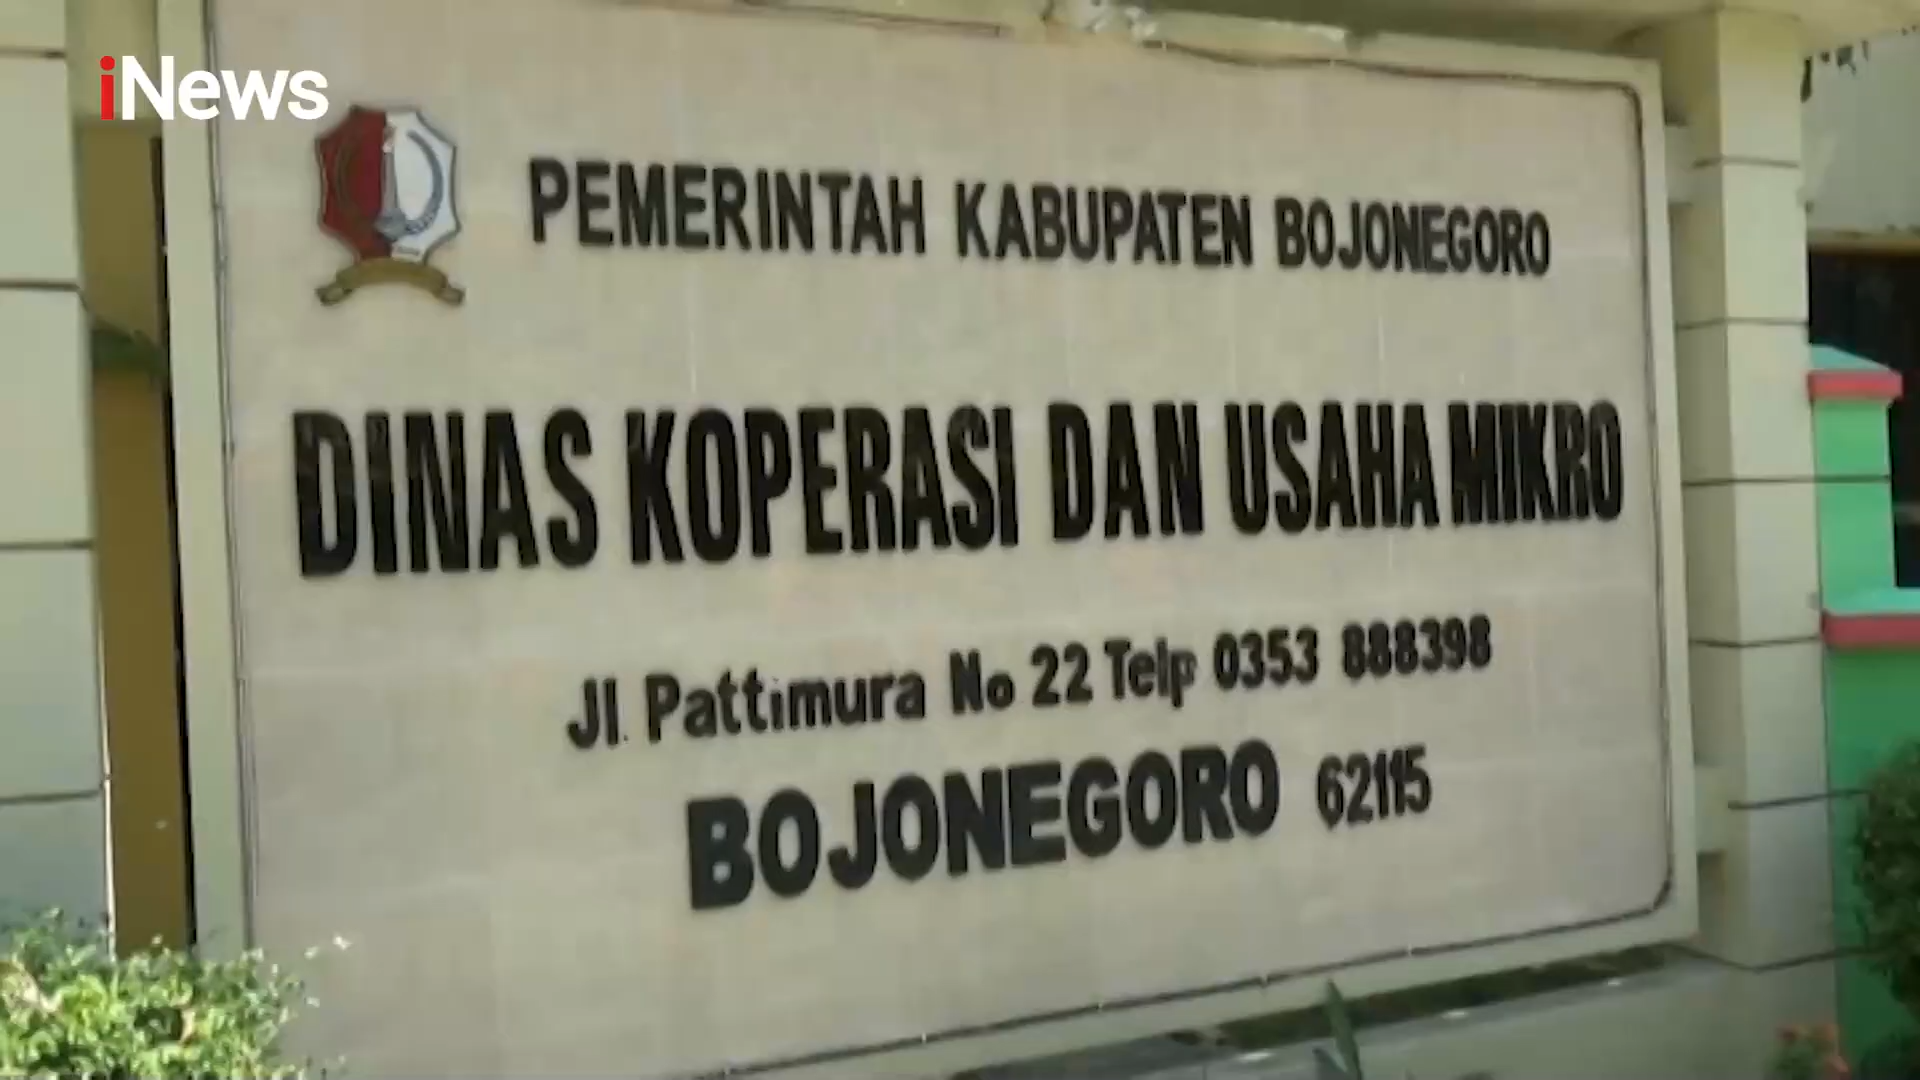 iNews
PEMERINTAH KABUPATEN BOJONEGORO
DINAS KOPERASI DAN USAHA MIKRO
Jl. Pattimura No 22 Telp 0353 888398
BOJONEGORO 62115